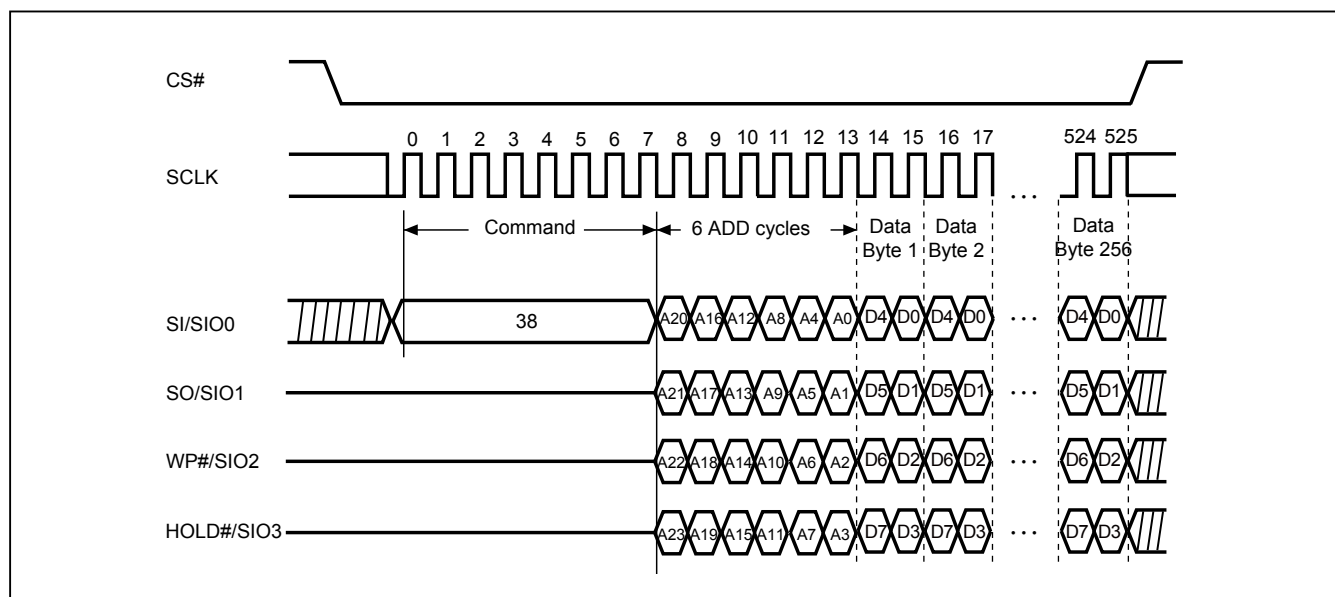 CS#
0 1 2 3 4 5 6 7 8 9 10 11 12 13 14 15 16 17 524 525
SCLK
...
Command 6 ADD cycles Data Byte 1 Data Byte 2 Data Byte 256
SI/SIO0 38 A20 A16 A12 A8 A4 A0 D4 D0 D4 D0 ... D4 D0
SO/SIO1 A21 A17 A13 A9 A5 A1 D5 D1 D5 D1 ... D5 D1
WP#/SIO2 A22 A18 A14 A10 A6 A2 D6 D2 D6 D2 ... D6 D2
HOLD#/SIO3 A23 A19 A15 A11 A7 A3 D7 D3 D7 D3 ... D7 D3